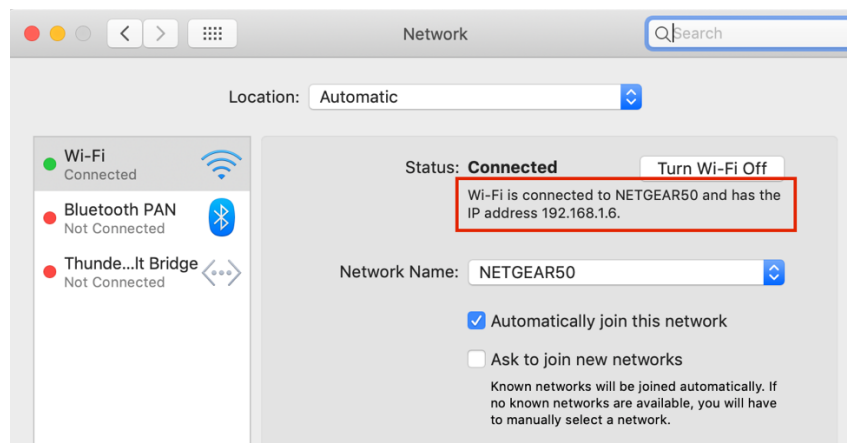 Network
Search
Location: Automatic
Wi-Fi
Connected
Bluetooth PAN
Not Connected
Thunde...lt Bridge
Not Connected
Status: Connected
Turn Wi-Fi Off
Wi-Fi is connected to NETGEAR50 and has the
IP address 192.168.1.6.
Network Name: NETGEAR50
Automatically join this network
Ask to join new networks
Known networks will be joined automatically. If
no known networks are available, you will have
to manually select a network.